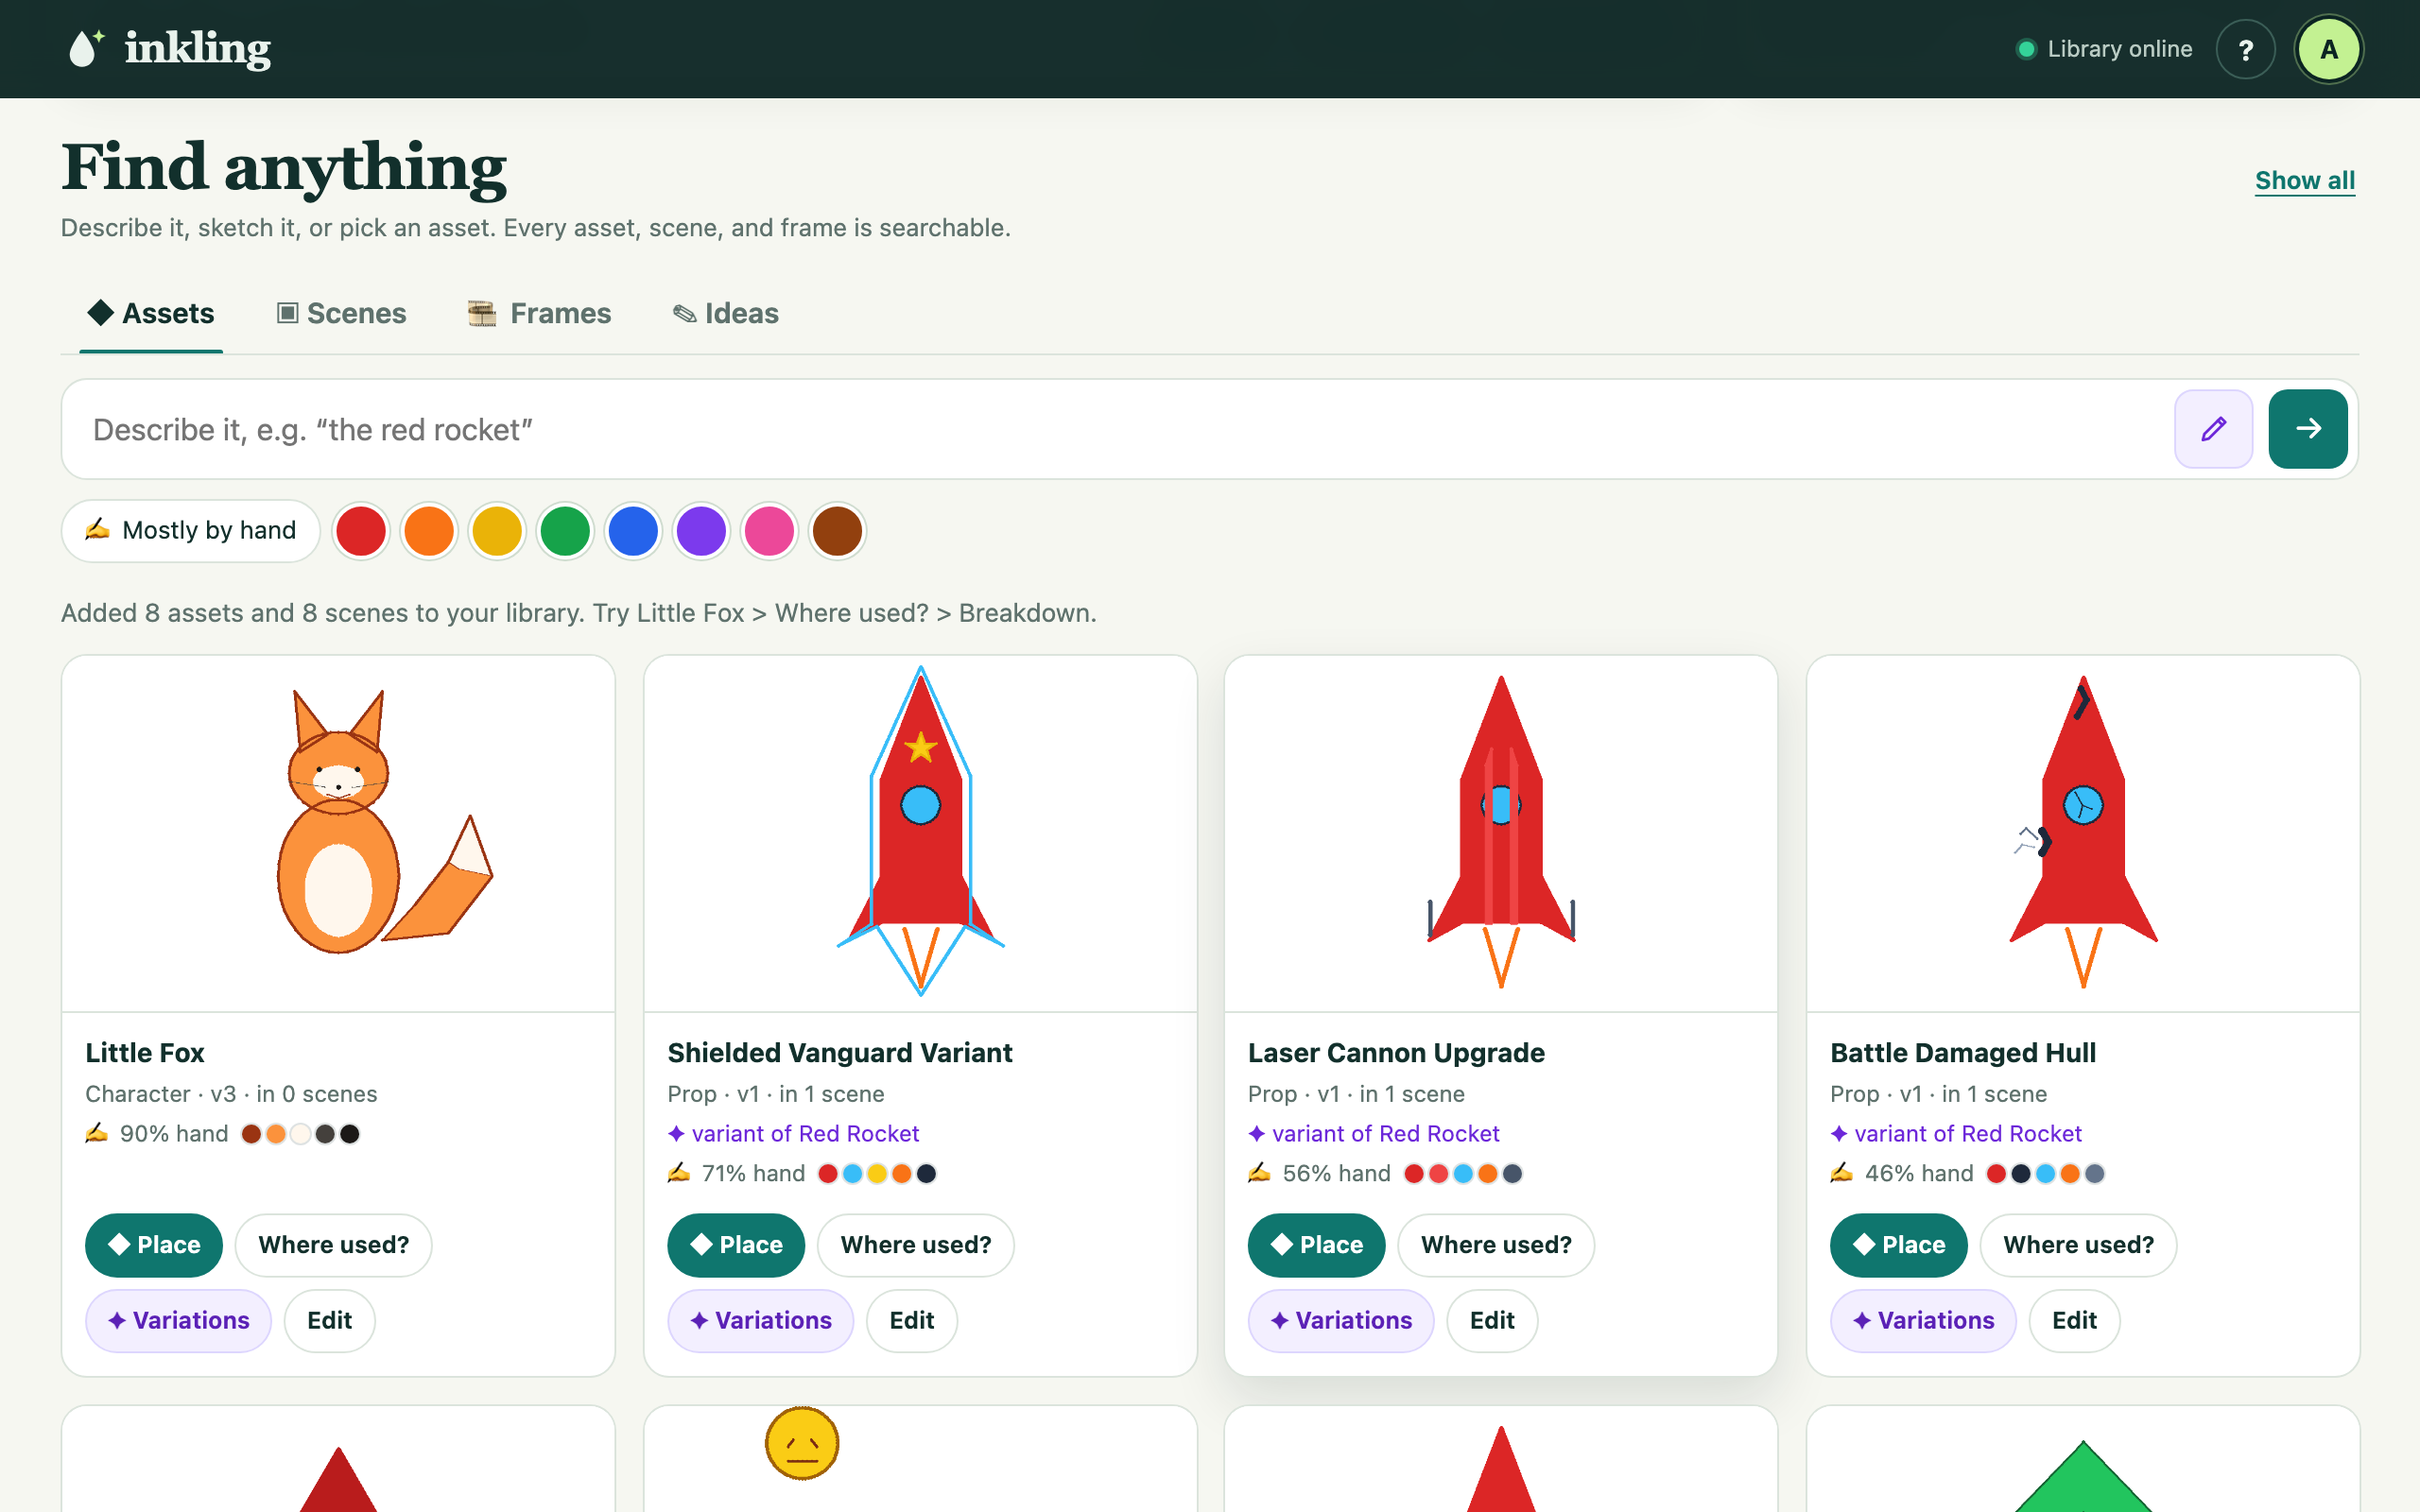 inkling
Library online
?
A
Find anything
Show all
Describe it, sketch it, or pick an asset. Every asset, scene, and frame is searchable.
Assets
Scenes
Frames
Ideas
Describe it, e.g. “the red rocket”
Mostly by hand
Added 8 assets and 8 scenes to your library. Try Little Fox > Where used? > Breakdown.
Little Fox
Character · v3 · in 0 scenes
90% hand
Place
Where used?
Variations
Edit
Shielded Vanguard Variant
Prop · v1 · in 1 scene
variant of Red Rocket
71% hand
Place
Where used?
Variations
Edit
Laser Cannon Upgrade
Prop · v1 · in 1 scene
variant of Red Rocket
56% hand
Place
Where used?
Variations
Edit
Battle Damaged Hull
Prop · v1 · in 1 scene
variant of Red Rocket
46% hand
Place
Where used?
Variations
Edit